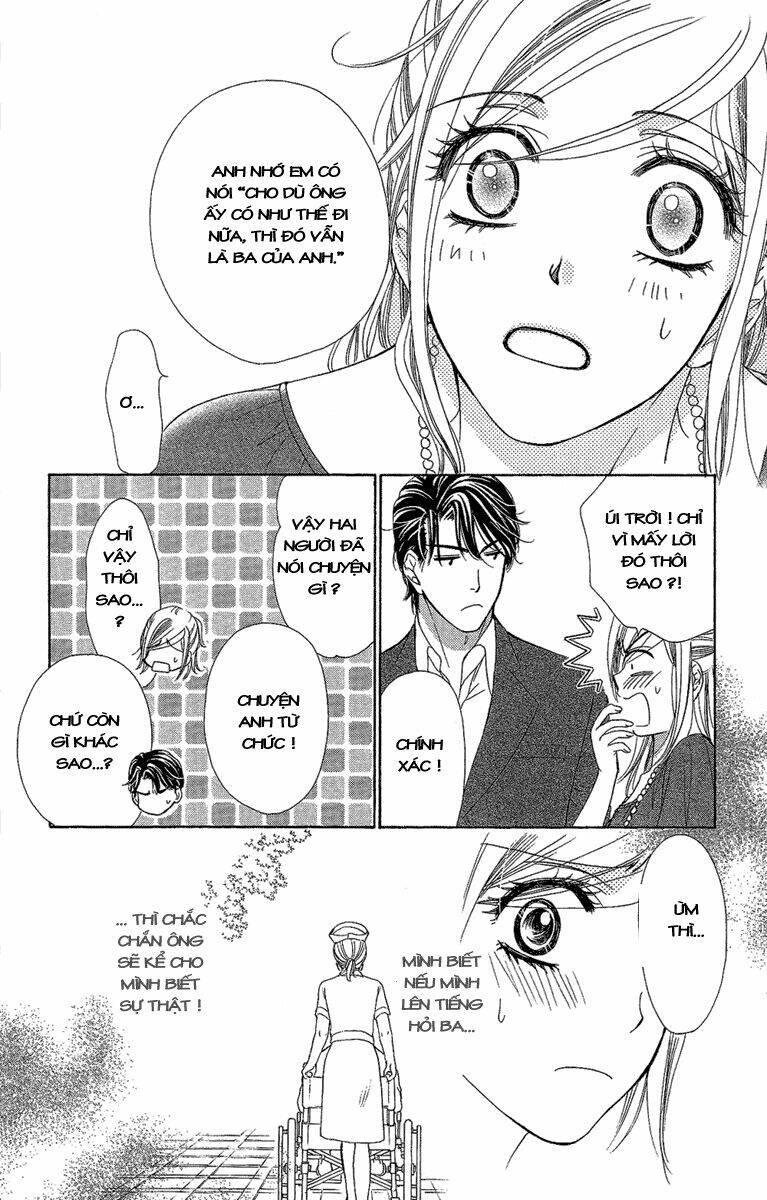 ANH NHỚ EM CÓ
NÓI “CHO DÙ ÔNG
ẤY CÓ NHƯ THẾ ĐI
NỮA, THÌ ĐÓ VẪN
LÀ BA CỦA ANH.”
Ơ...
ÚI TRỜI ! CHỈ
VÌ MẤY LỜI
ĐÓ THÔI
SAO ?!
CHÍNH
XÁC !
VẬY HAI
NGƯỜI ĐÃ
NÓI CHUYỆN
GÌ ?
CHUYỆN
ANH TỪ
CHỨC !
CHỈ
VẬY
THÔI
SAO...
?
CHỨ CÒN
GÌ KHÁC
SAO...?
ỪM
THÌ...
MÌNH BIẾT
NẾU MÌNH
LÊN TIẾNG
HỎI BA...
... THÌ CHẮC
CHẮN ÔNG
SẼ KỂ CHO
MÌNH BIẾT
SỰ THẬT !